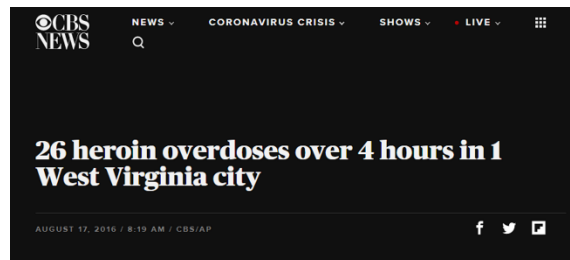 CBS NEWS
NEWS CORONAVIRUS CRISIS SHOWS LIVE
26 heroin overdoses over 4 hours in 1
West Virginia city
AUGUST 17, 2016 / 8:19 AM / CBS/AP